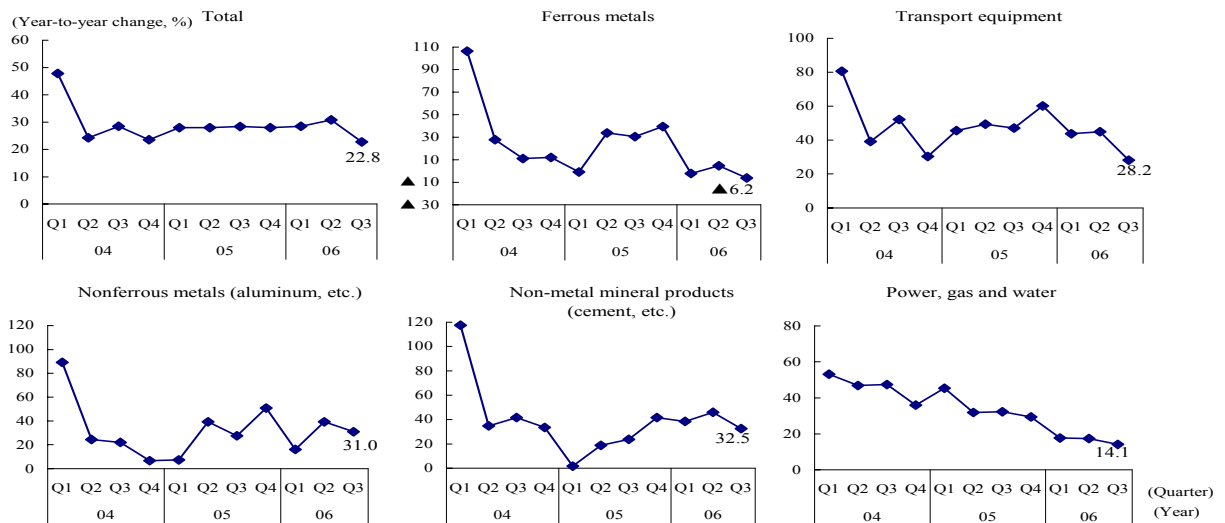 Total
(Year-to-year change, %)
60
50
40
30
20
10
0
22.8
Q1 Q2 Q3 Q4 Q1 Q2 Q3 Q4 Q1 Q2 Q3
04 05 06
Ferrous metals
110
90
70
50
30
10
▲ 10
▲ 30
▲ 6.2
Q1 Q2 Q3 Q4 Q1 Q2 Q3 Q4 Q1 Q2 Q3
04 05 06
Transport equipment
100
80
60
40
20
0
28.2
Q1 Q2 Q3 Q4 Q1 Q2 Q3 Q4 Q1 Q2 Q3
04 05 06
Nonferrous metals (aluminum, etc.)
120
100
80
60
40
20
0
31.0
Q1 Q2 Q3 Q4 Q1 Q2 Q3 Q4 Q1 Q2 Q3
04 05 06
Non-metal mineral products
(cement, etc.)
120
100
80
60
40
20
0
32.5
Q1 Q2 Q3 Q4 Q1 Q2 Q3 Q4 Q1 Q2 Q3
04 05 06
Power, gas and water
80
60
40
20
0
14.1
Q1 Q2 Q3 Q4 Q1 Q2 Q3 Q4 Q1 Q2 Q3 (Quarter)
04 05 06 (Year)